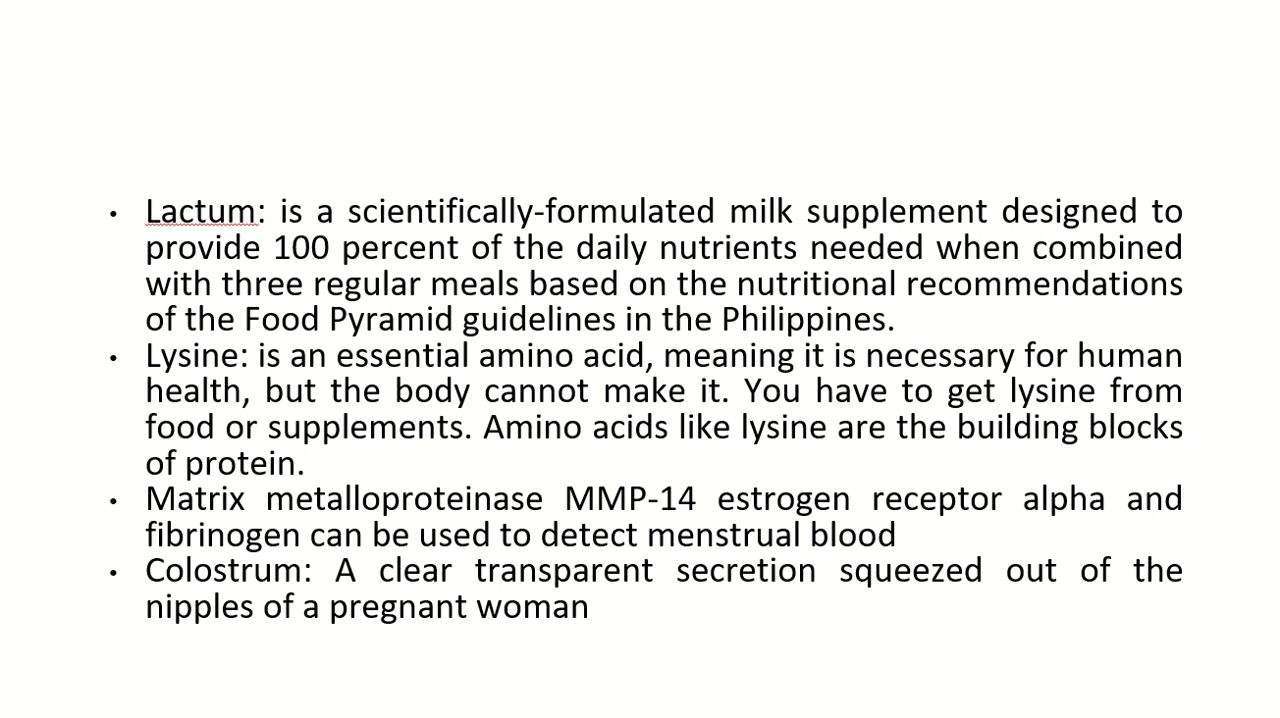 • Lactum: is a scientifically-formulated milk supplement designed to
provide 100 percent of the daily nutrients needed when combined
with three regular meals based on the nutritional recommendations
of the Food Pyramid guidelines in the Philippines.
• Lysine: is an essential amino acid, meaning it is necessary for human
health, but the body cannot make it. You have to get lysine from
food or supplements. Amino acids like lysine are the building blocks
of protein.
• Matrix metalloproteinase MMP-14 estrogen receptor alpha and
fibrinogen can be used to detect menstrual blood
• Colostrum: A clear transparent secretion squeezed out of the
nipples of a pregnant woman